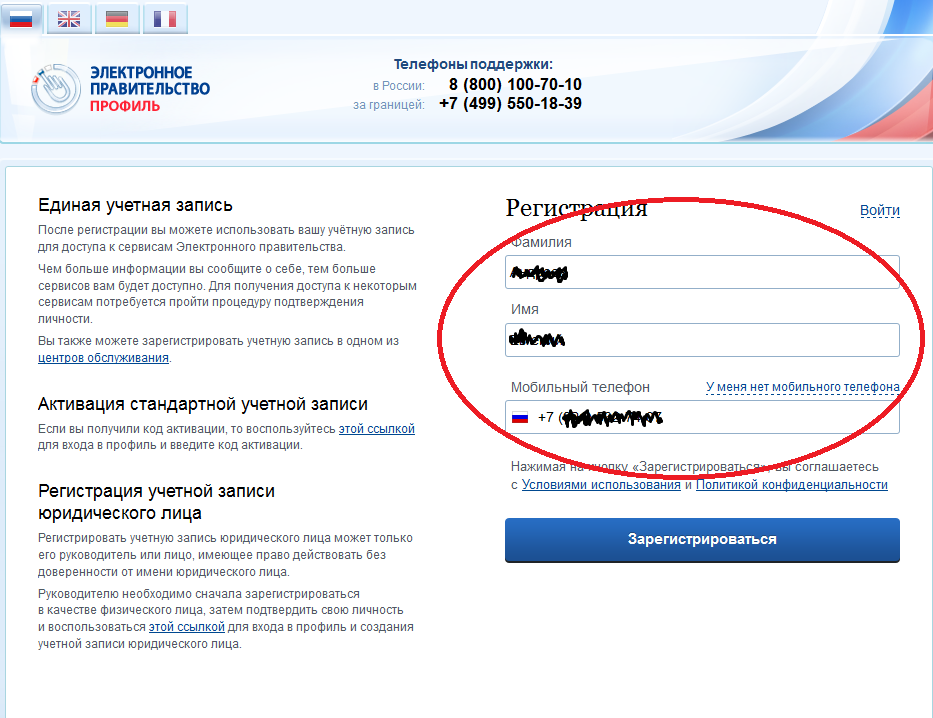 ЭЛЕКТРОННОЕ
ПРАВИТЕЛЬСТВО
ПРОФИЛЬ
Телефоны поддержки:
в России: 8 (800) 100-70-10
за границей: +7 (499) 550-18-39
Единая учетная запись
После регистрации вы можете использовать вашу учётную запись
для доступа к сервисам Электронного правительства.
Чем больше информации вы сообщите о себе, тем больше
сервисов вам будет доступно. Для получения доступа к некоторым
сервисам потребуется пройти процедуру подтверждения
личности.
Вы также можете зарегистрировать учетную запись в одном из
центров обслуживания.
Активация стандартной учетной записи
Если вы получили код активации, то воспользуйтесь этой ссылкой
для входа в профиль и введите код активации.
Регистрация учетной записи
юридического лица
Регистрировать учетную запись юридического лица может только
его руководитель или лицо, имеющее право действовать без
доверенности от имени юридического лица.
Руководителю необходимо сначала зарегистрироваться
в качестве физического лица, затем подтвердить свою личность
и воспользоваться этой ссылкой для входа в профиль и создания
учетной записи юридического лица.
Регистрация
Войти
Фамилия
Имя
Мобильный телефон
У меня нет мобильного телефона
+7 (
Нажимая на кнопку «Зарегистрироваться», вы соглашаетесь
с Условиями использования и Политикой конфиденциальности
Зарегистрироваться